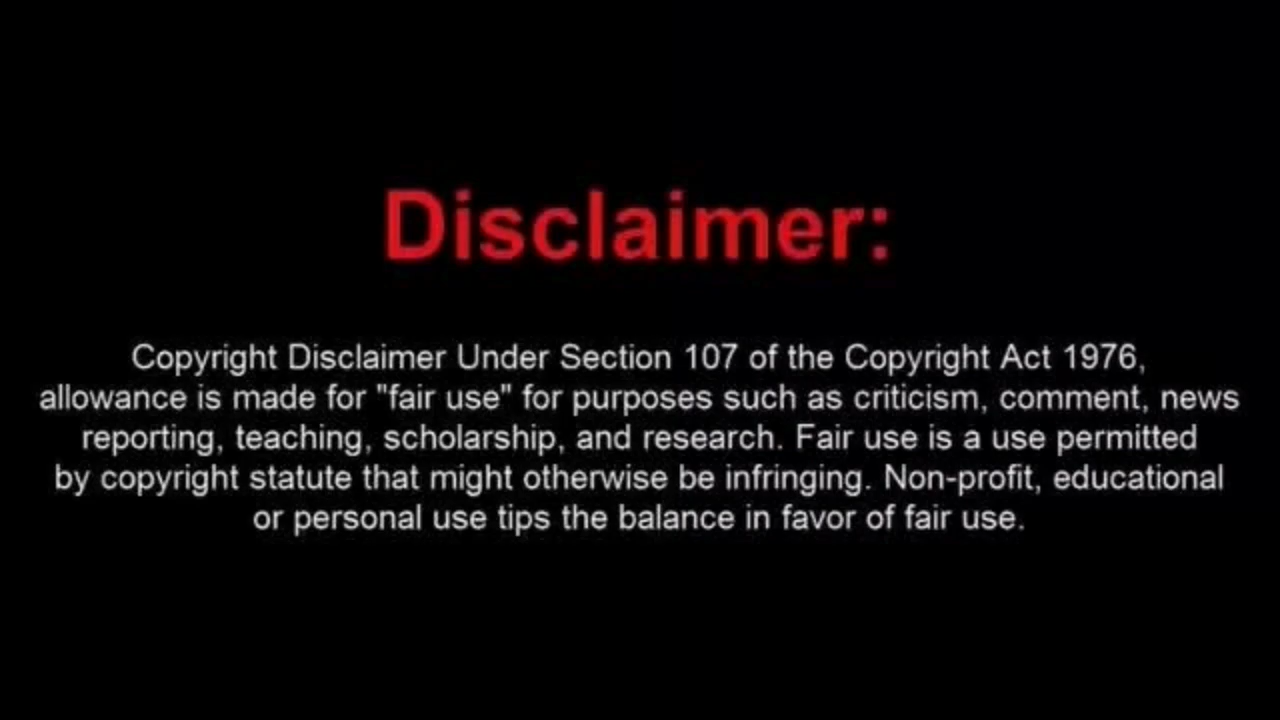 Disclaimer:
Copyright Disclaimer Under Section 107 of the Copyright Act 1976,
allowance is made for "fair use" for purposes such as criticism, comment, news
reporting, teaching, scholarship, and research. Fair use is a use permitted
by copyright statute that might otherwise be infringing. Non-profit, educational
or personal use tips the balance in favor of fair use.